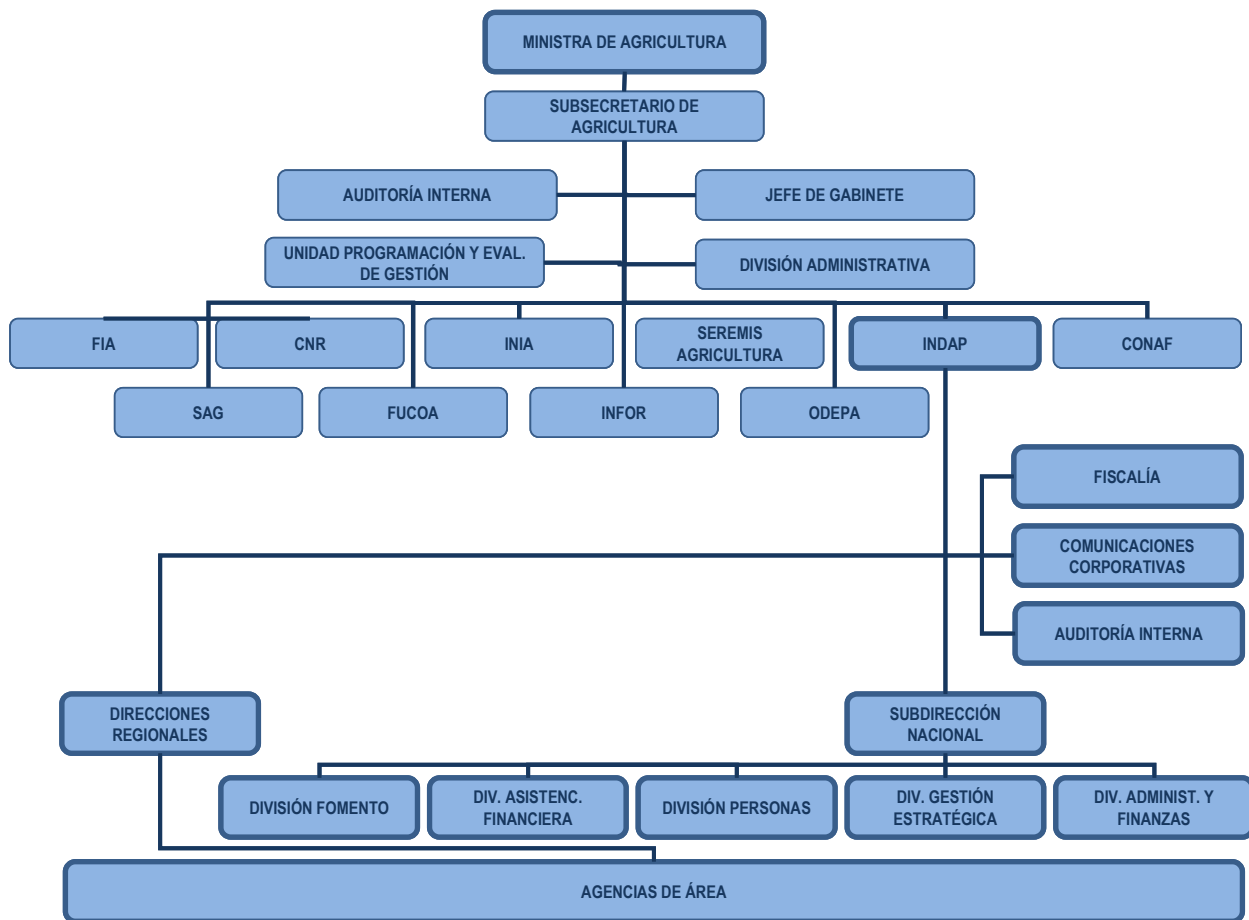 MINISTRA DE AGRICULTURA
SUBSECRETARIO DE
AGRICULTURA
AUDITORÍA INTERNA
JEFE DE GABINETE
UNIDAD PROGRAMACIÓN Y EVAL.
DE GESTIÓN
DIVISIÓN ADMINISTRATIVA
FIA
CNR
INIA
SEREMIS
AGRICULTURA
INDAP
CONAF
SAG
FUCOA
INFOR
ODEPA
FISCALÍA
COMUNICACIONES
CORPORATIVAS
AUDITORÍA INTERNA
DIRECCIONES
REGIONALES
SUBDIRECCIÓN
NACIONAL
DIVISIÓN FOMENTO
DIV. ASISTENC.
FINANCIERA
DIVISIÓN PERSONAS
DIV. GESTIÓN
ESTRATÉGICA
DIV. ADMINIST. Y
FINANZAS
AGENCIAS DE ÁREA